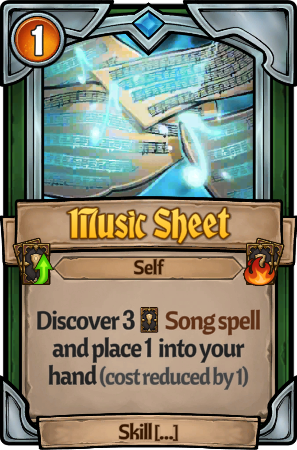 1
Music Sheet
Self
Discover 3 Song spell
and place 1 into your
hand (cost reduced by 1)
Skill [...]